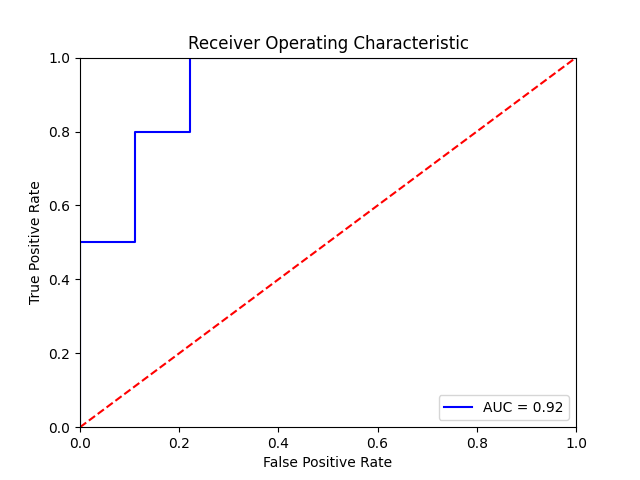 Receiver Operating Characteristic
True Positive Rate
1.0
0.8
0.6
0.4
0.2
0.0
AUC = 0.92
0.0 0.2 0.4 0.6 0.8 1.0
False Positive Rate